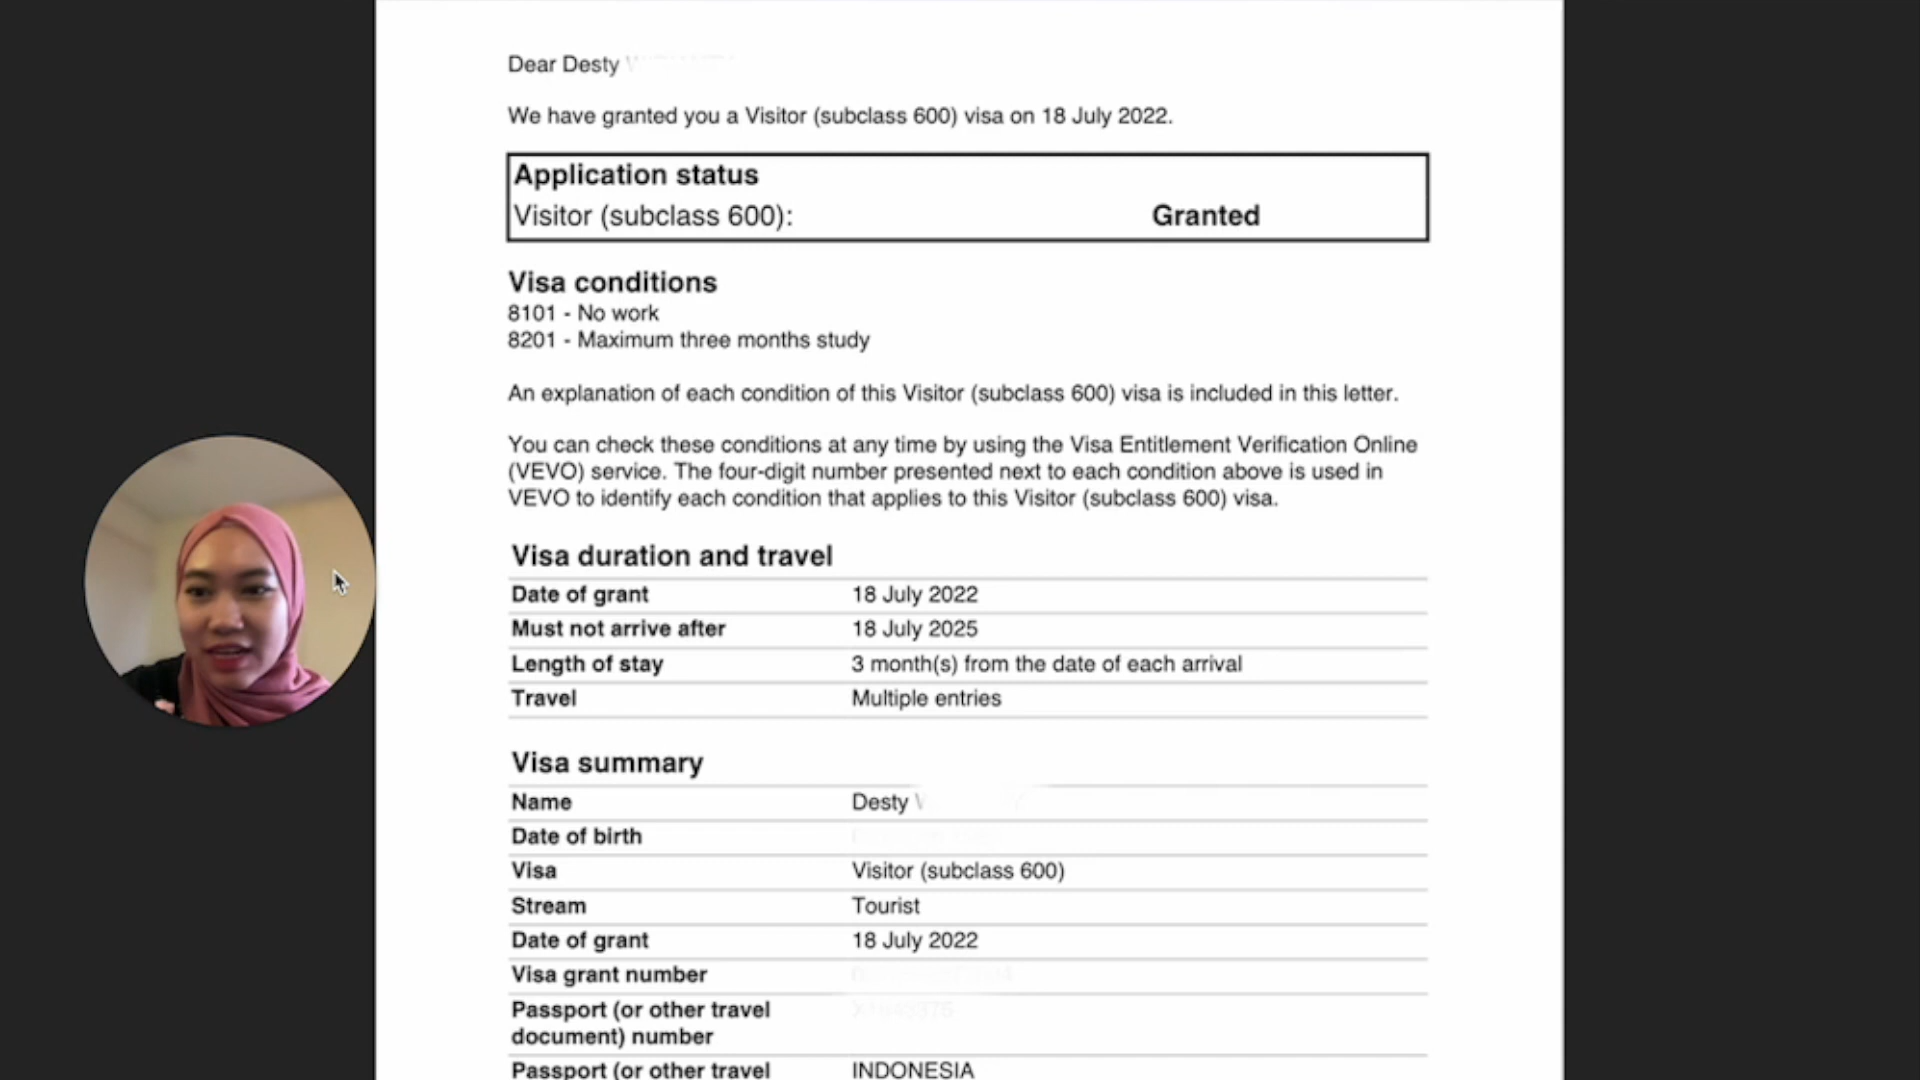 Dear Desty
We have granted you a Visitor (subclass 600) visa on 18 July 2022.
Application status
Visitor (subclass 600): Granted
Visa conditions
8101 - No work
8201 - Maximum three months study
An explanation of each condition of this Visitor (subclass 600) visa is included in this letter.
You can check these conditions at any time by using the Visa Entitlement Verification Online
(VEVO) service. The four-digit number presented next to each condition above is used in
VEVO to identify each condition that applies to this Visitor (subclass 600) visa.
Visa duration and travel
Date of grant 18 July 2022
Must not arrive after 18 July 2025
Length of stay 3 month(s) from the date of each arrival
Travel Multiple entries
Visa summary
Name Desty
Date of birth
Visa Visitor (subclass 600)
Stream Tourist
Date of grant 18 July 2022
Visa grant number
Passport (or other travel
document) number
Passport (or other travel INDONESIA